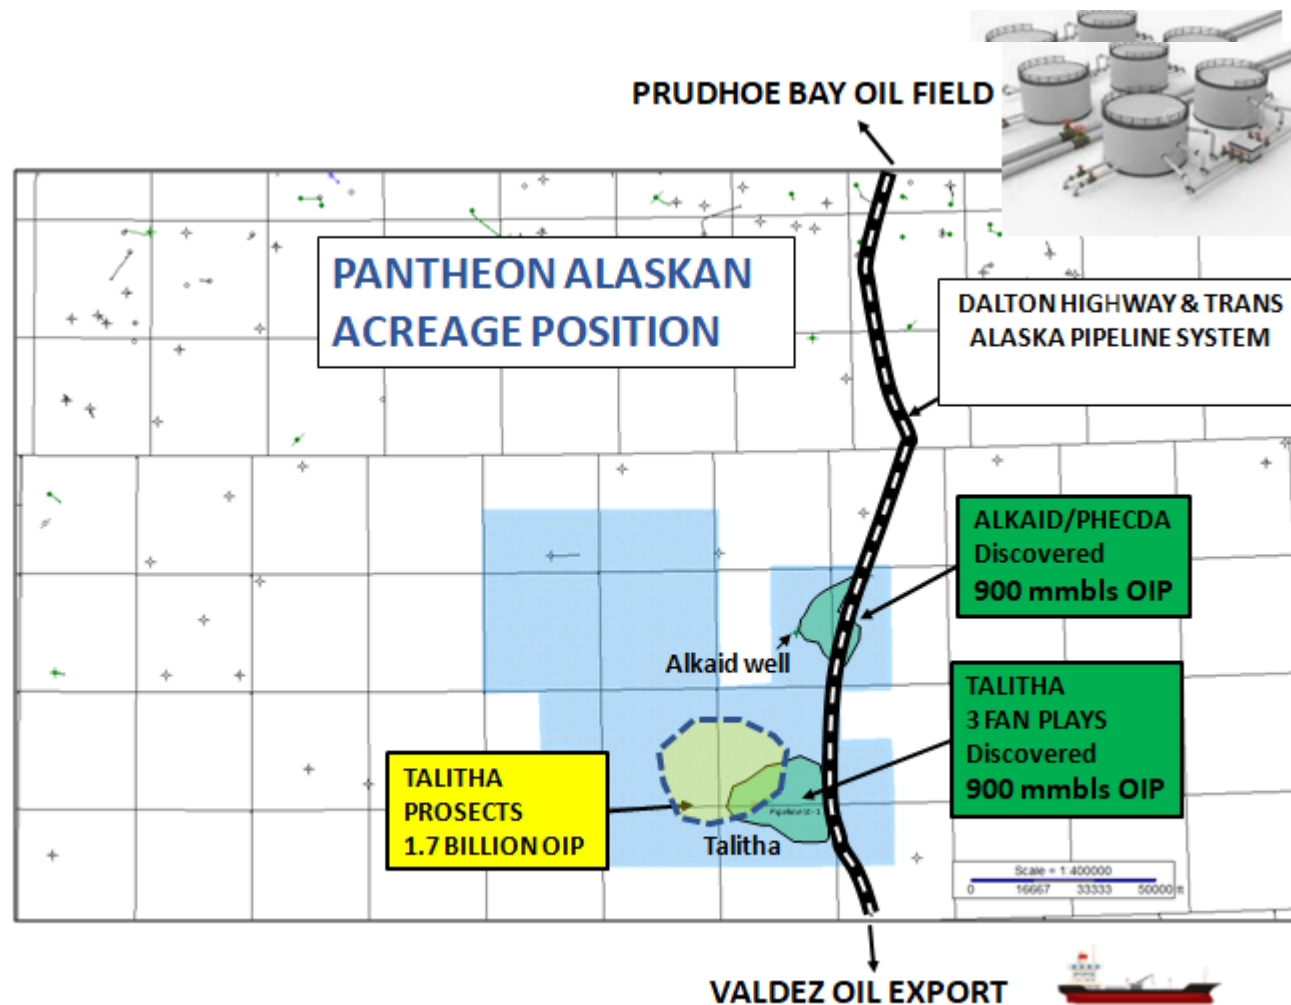 PRUDHOE BAY OIL FIELD
PANTHEON ALASKAN
ACREAGE POSITION
DALTON HIGHWAY & TRANS
ALASKA PIPELINE SYSTEM
ALKAID/PHECDA
Discovered
900 mmbls OIP
Alkaid well
TALITHA
3 FAN PLAYS
Discovered
900 mmbls OIP
TALITHA
PROSECTS
1.7 BILLION OIP
Talitha
Scale = 1:400000
0 16667 33333 50000 ft
VALDEZ OIL EXPORT